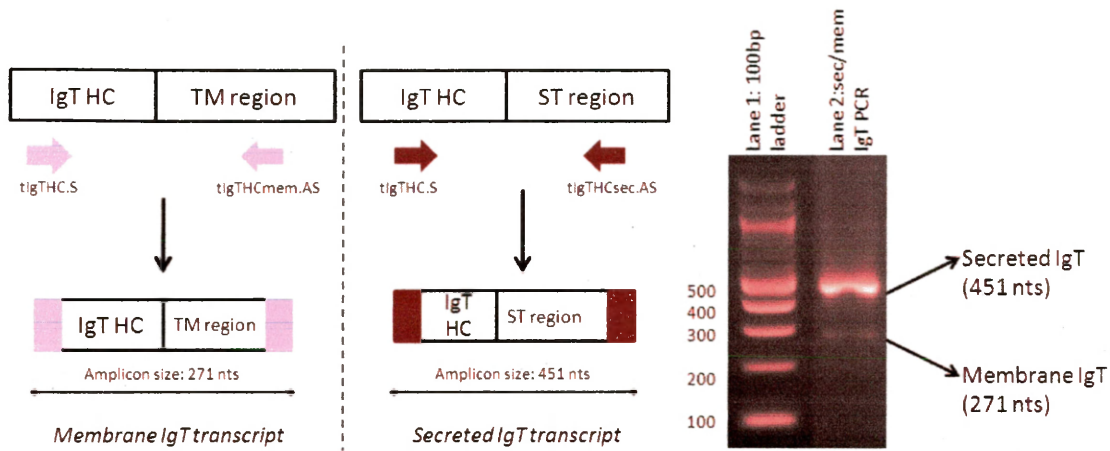 IgT HC
TM region
tIgTHC.S
tIgTHCmem.AS
IgT HC
TM region
Amplicon size: 271 nts
Membrane IgT transcript
IgT HC
ST region
tIgTHC.S
tIgTHCsec.AS
IgT
HC
ST region
Amplicon size: 451 nts
Secreted IgT transcript
Lane 1: 100bp
ladder
Lane 2:sec/mem
IgT PCR
500
400
300
200
100
Secreted IgT
(451 nts)
Membrane IgT
(271 nts)